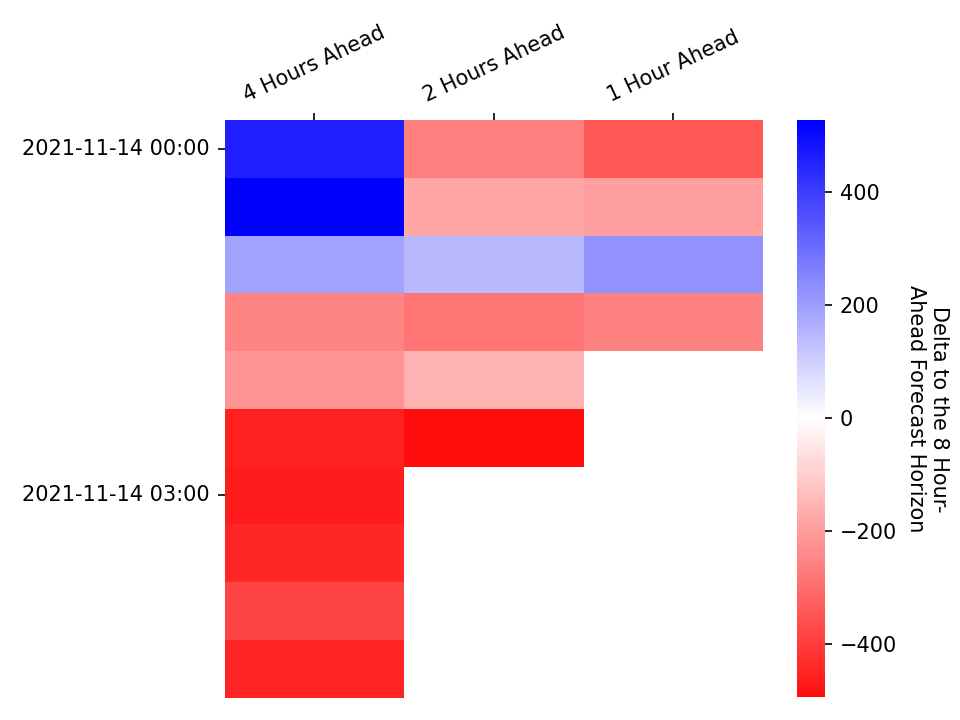 4 Hours Ahead
2 Hours Ahead
1 Hour Ahead
2021-11-14 00:00
2021-11-14 03:00
400
200
0
−200
−400
Delta to the 8 Hour-
Ahead Forecast Horizon